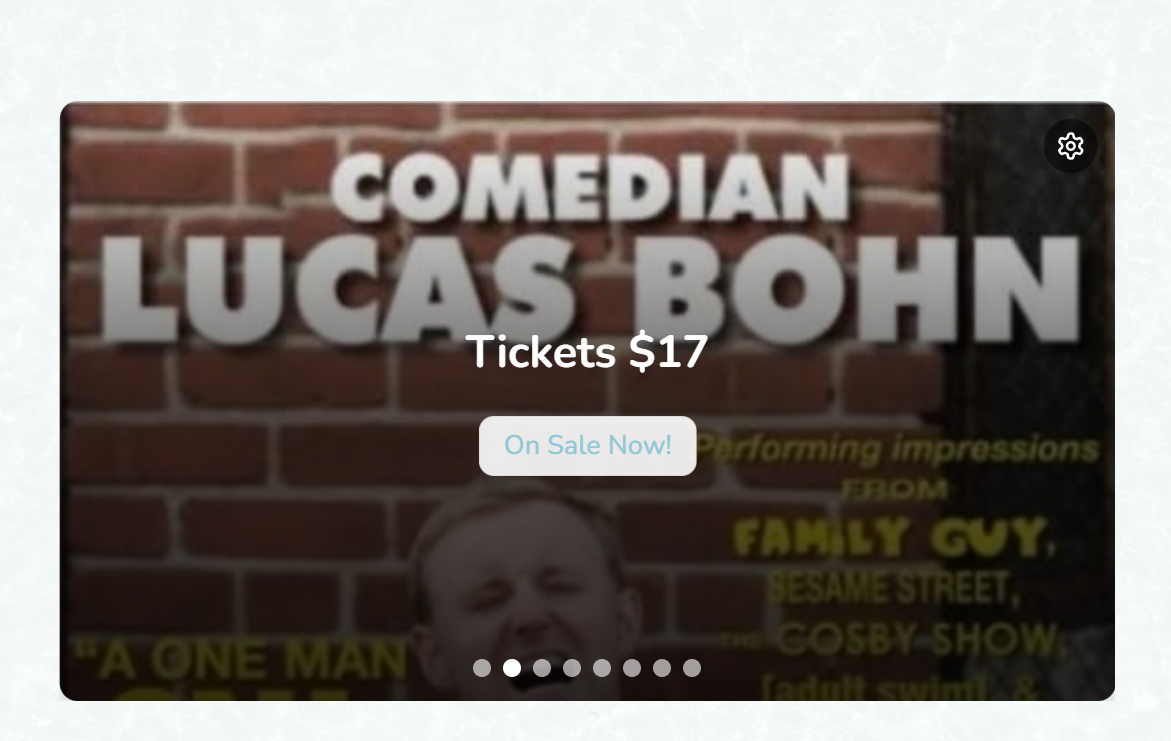 COMEDIAN
LUCAS BOHN
Tickets $17
On Sale Now!
Performing impressions
FROM
FAMILY GUY,
SESAME STREET,
THE COSBY SHOW,
"A ONE MAN
[adult swim], &